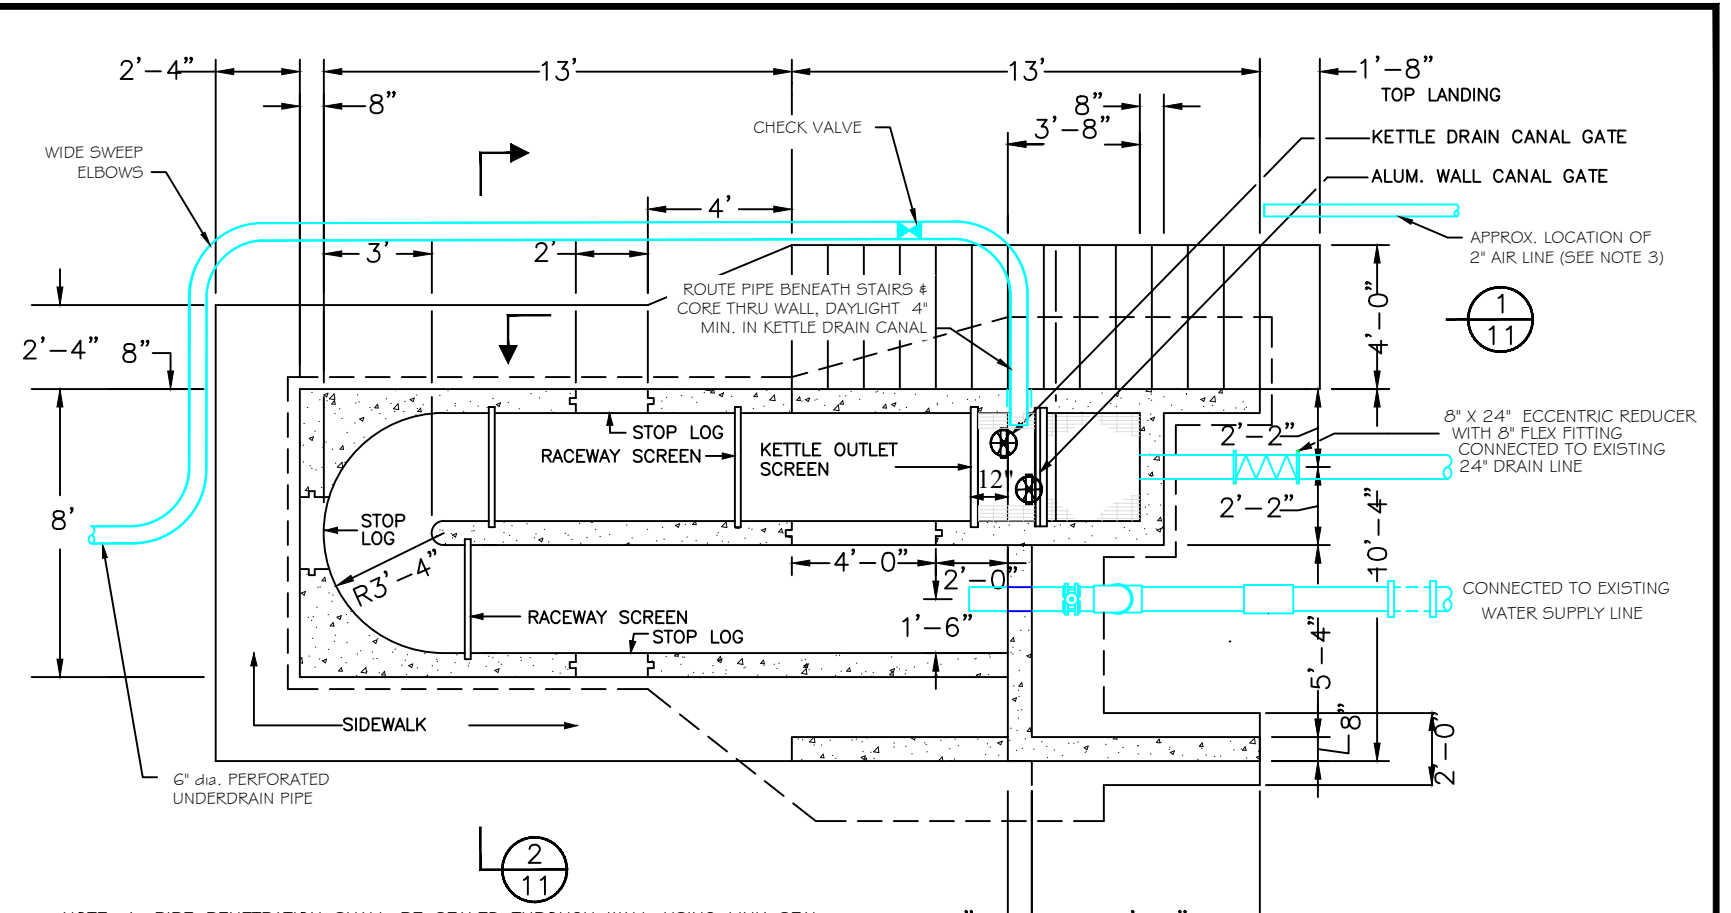 2'-4"
13'
13'
1'-8"
TOP LANDING
8"
8"
3'-8"
CHECK VALVE
KETTLE DRAIN CANAL GATE
WIDE SWEEP
ELBOWS
ALUM. WALL CANAL GATE
4'
APPROX. LOCATION OF
2" AIR LINE (SEE NOTE 3)
3'
2'
ROUTE PIPE BENEATH STAIRS &
CORE THRU WALL, DAYLIGHT 4"
MIN. IN KETTLE DRAIN CANAL
4'-0"
1
11
2'-4"
8"
8" X 24" ECCENTRIC REDUCER
WITH 8" FLEX FITTING
CONNECTED TO EXISTING
24" DRAIN LINE
STOP LOG
RACEWAY SCREEN
KETTLE OUTLET
SCREEN
2'-2"
12"
2'-2"
8'
STOP
LOG
R3'-4"
4'-0"
2'-0"
10'-4"
CONNECTED TO EXISTING
WATER SUPPLY LINE
RACEWAY SCREEN
STOP LOG
1'-6"
5'-4"
SIDEWALK
8"
2'-0"
6" dia. PERFORATED
UNDERDRAIN PIPE
2
11